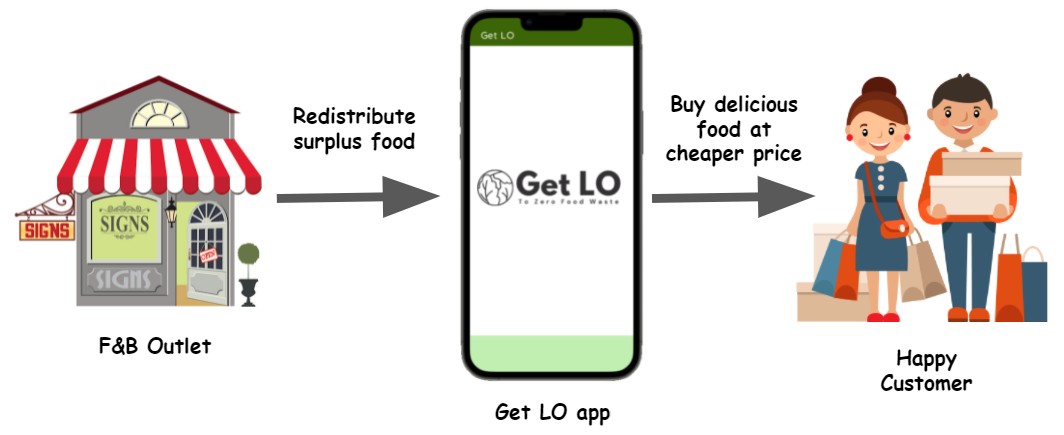 Get LO
Redistribute
surplus food
Buy delicious
food at
cheaper price
Get LO
To Zero Food Waste
SIGNS
SIGNS
SIGNS
OPEN
F&B Outlet
Happy
Customer
Get LO app